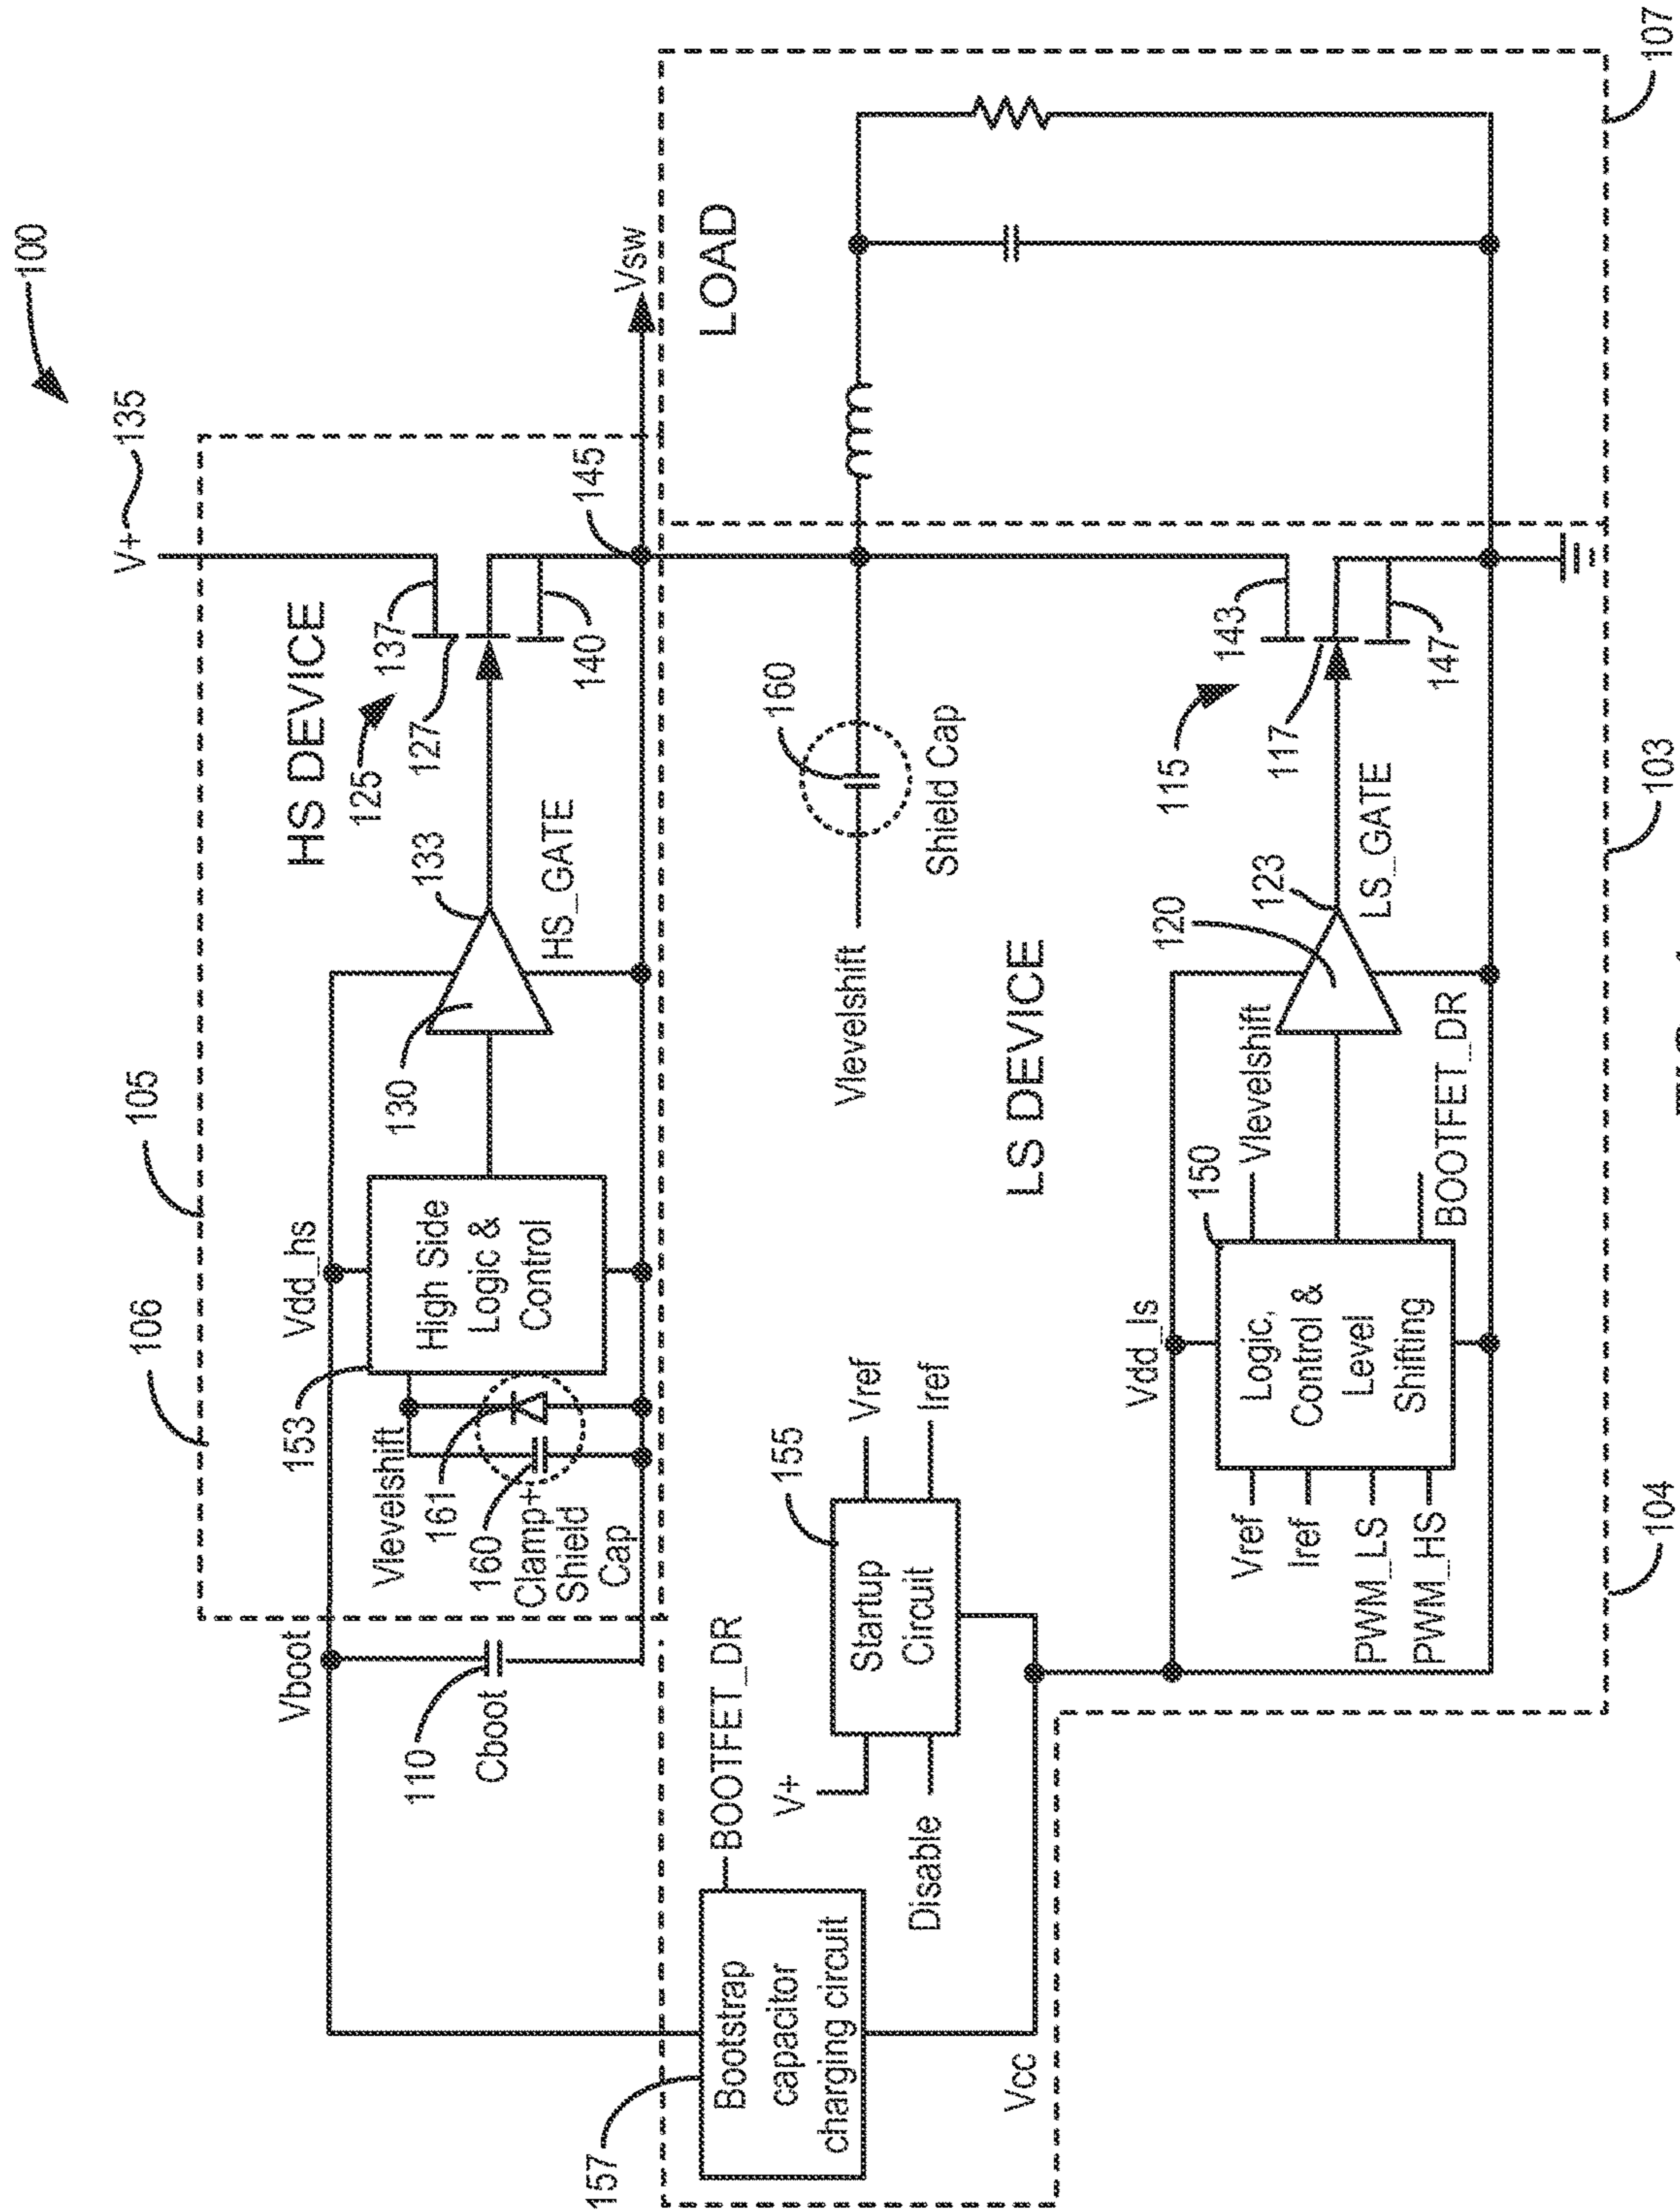 100
V+
135
105
106
HS DEVICE
125
137
127
140
133
HS_GATE
130
145
Vsw
Vdd_hs
High Side
Logic &
Control
153
Vlevelshift
161
160
Clamp+
Shield
Cap
Vboot
110
Cboot
LOAD
107
160
Shield Cap
Vlevelshift
LS DEVICE
BOOTFET_DR
157
Bootstrap
capacitor
charging circuit
Vcc
V+
Disable
155
Startup
Circuit
Vref
Iref
Vdd_ls
150
Logic,
Control &
Level
Shifting
Vref
Iref
PWM_LS
PWM_HS
Vlevelshift
BOOTFET_DR
120
123
LS_GATE
115
117
143
147
103
104